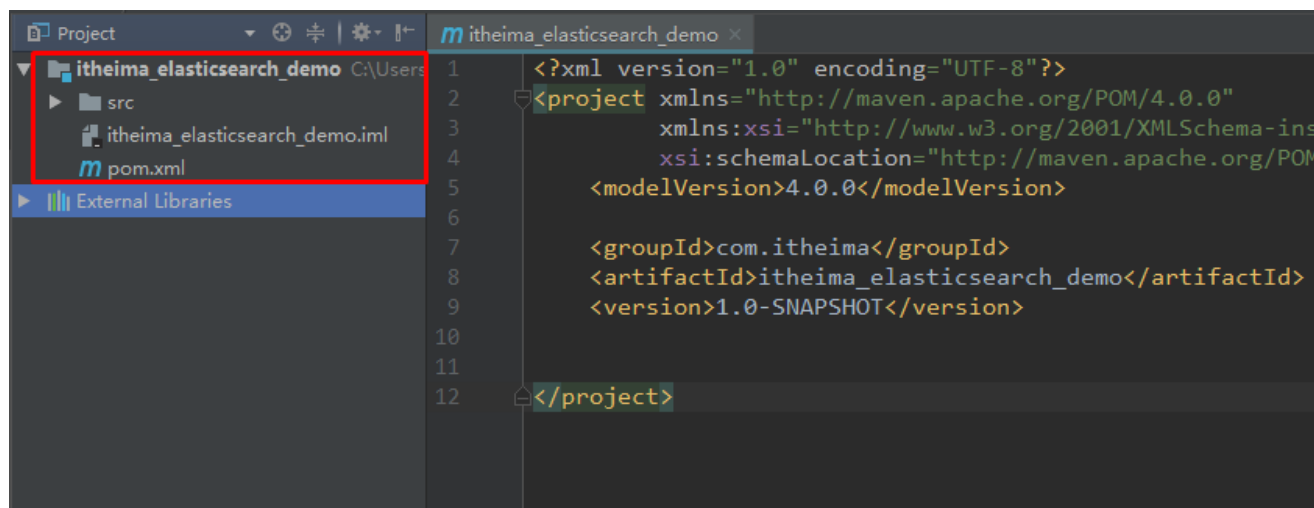 Project
itheima_elasticsearch_demo C:\Users
src
itheima_elasticsearch_demo.iml
pom.xml
External Libraries
itheima_elasticsearch_demo
1 <?xml version="1.0" encoding="UTF-8"?>
2 <project xmlns="http://maven.apache.org/POM/4.0.0"
3 xmlns:xsi="http://www.w3.org/2001/XMLSchema-ins
4 xsi:schemaLocation="http://maven.apache.org/POM
5 <modelVersion>4.0.0</modelVersion>
6
7 <groupId>com.itheima</groupId>
8 <artifactId>itheima_elasticsearch_demo</artifactId>
9 <version>1.0-SNAPSHOT</version>
10
11
12 </project>